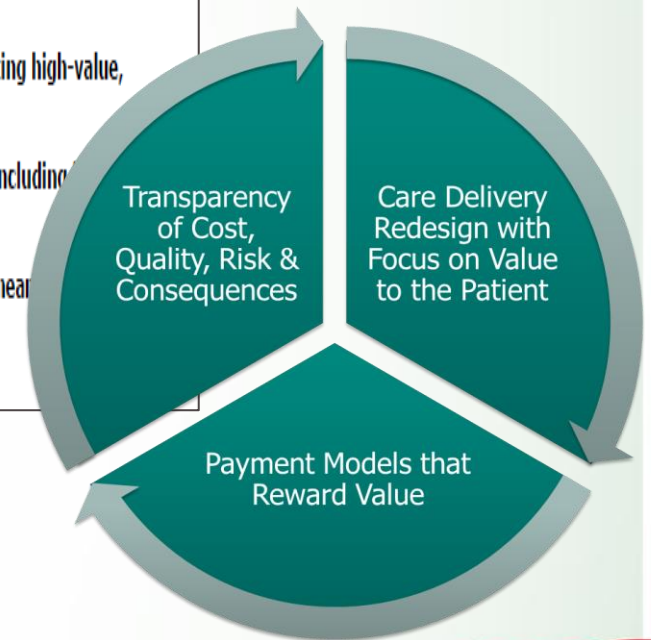 high-value,
Transparency
of Cost,
Quality, Risk &
Consequences
Care Delivery
Redesign with
Focus on Value
to the Patient
Payment Models that
Reward Value